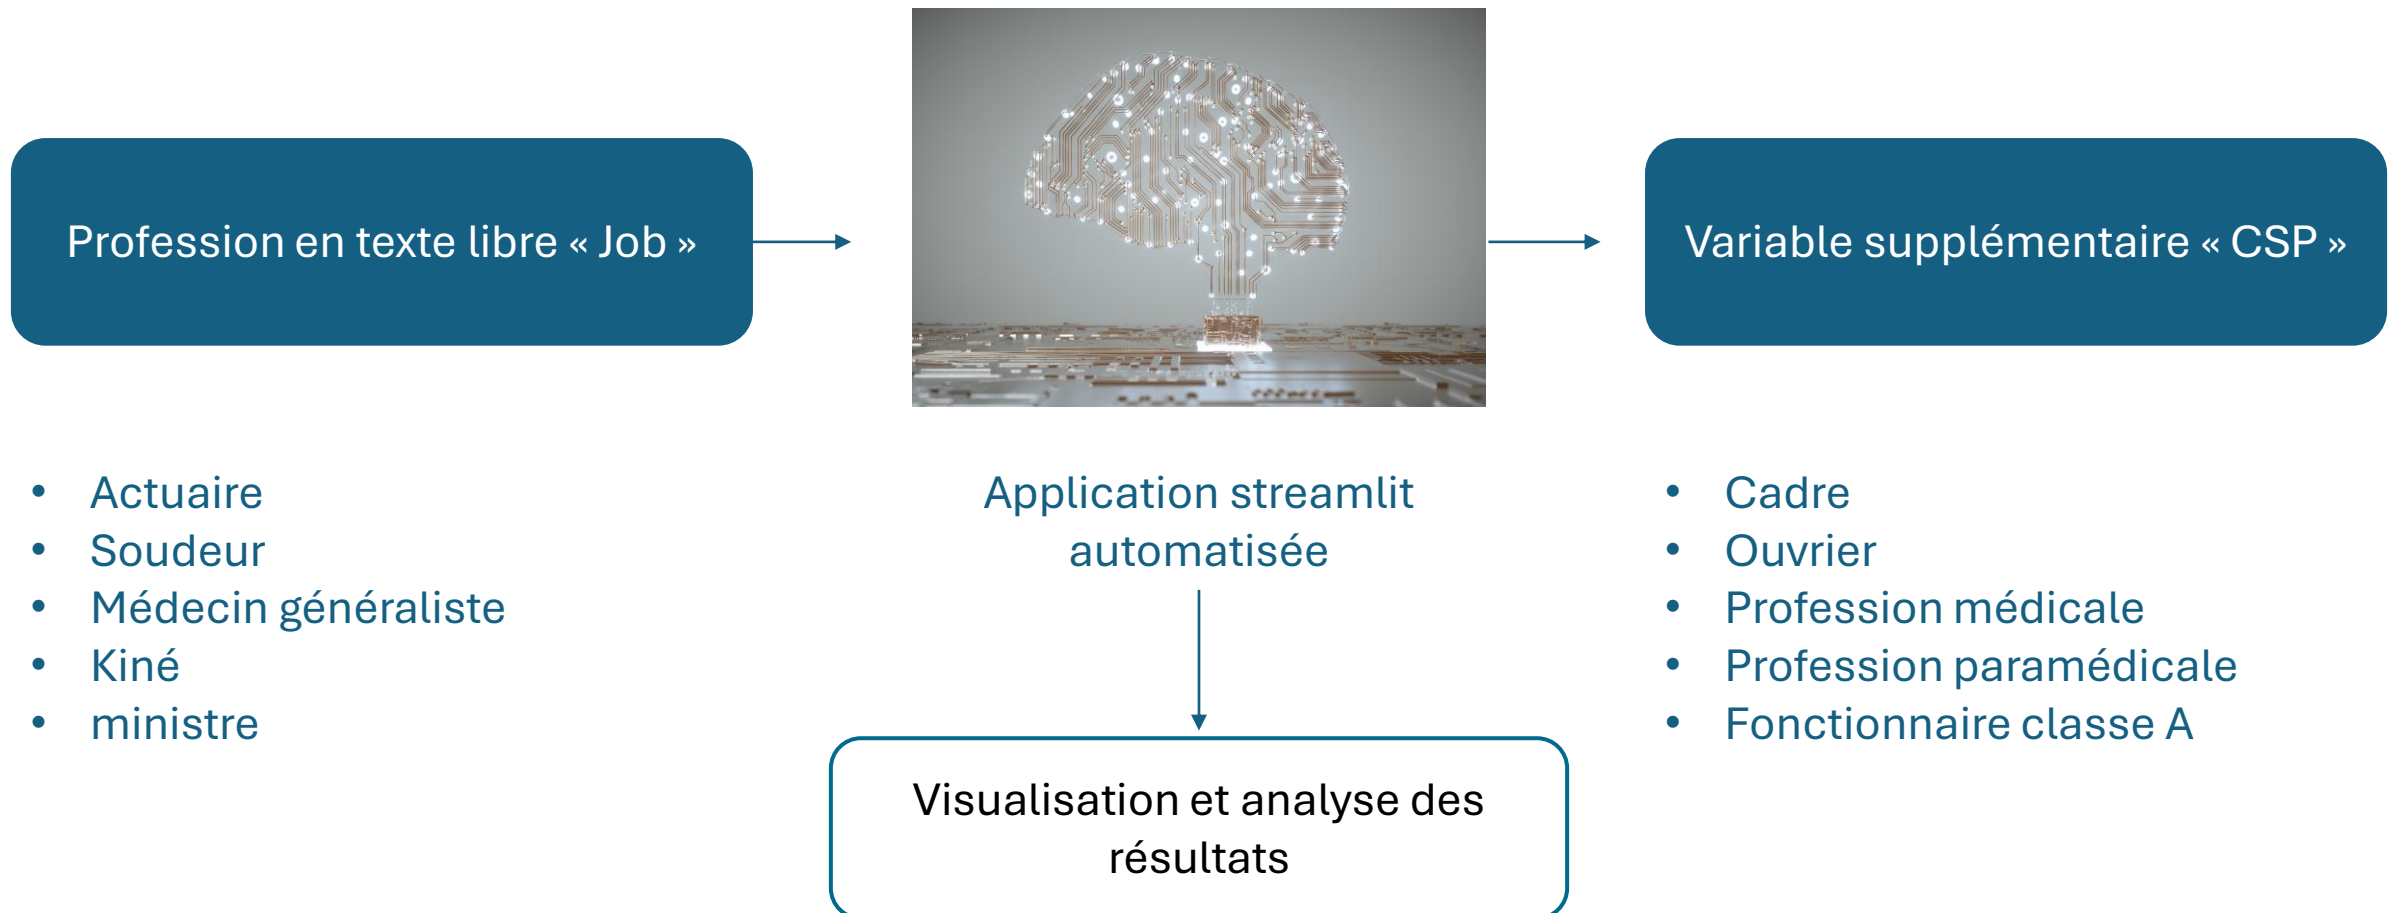 Profession en texte libre « Job »
Variable supplémentaire « CSP »
• Actuaire
• Soudeur
• Médecin généraliste
• Kiné
• ministre
Application streamlit
automatisée
• Cadre
• Ouvrier
• Profession médicale
• Profession paramédicale
• Fonctionnaire classe A
Visualisation et analyse des
résultats